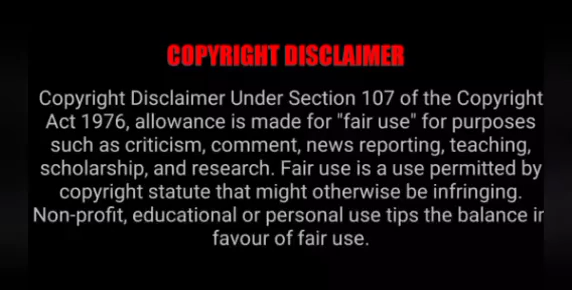 COPYRIGHT DISCLAIMER
Copyright Disclaimer Under Section 107 of the Copyright
Act 1976, allowance is made for "fair use" for purposes
such as criticism, comment, news reporting, teaching,
scholarship, and research. Fair use is a use permitted by
copyright statute that might otherwise be infringing.
Non-profit, educational or personal use tips the balance in
favour of fair use.